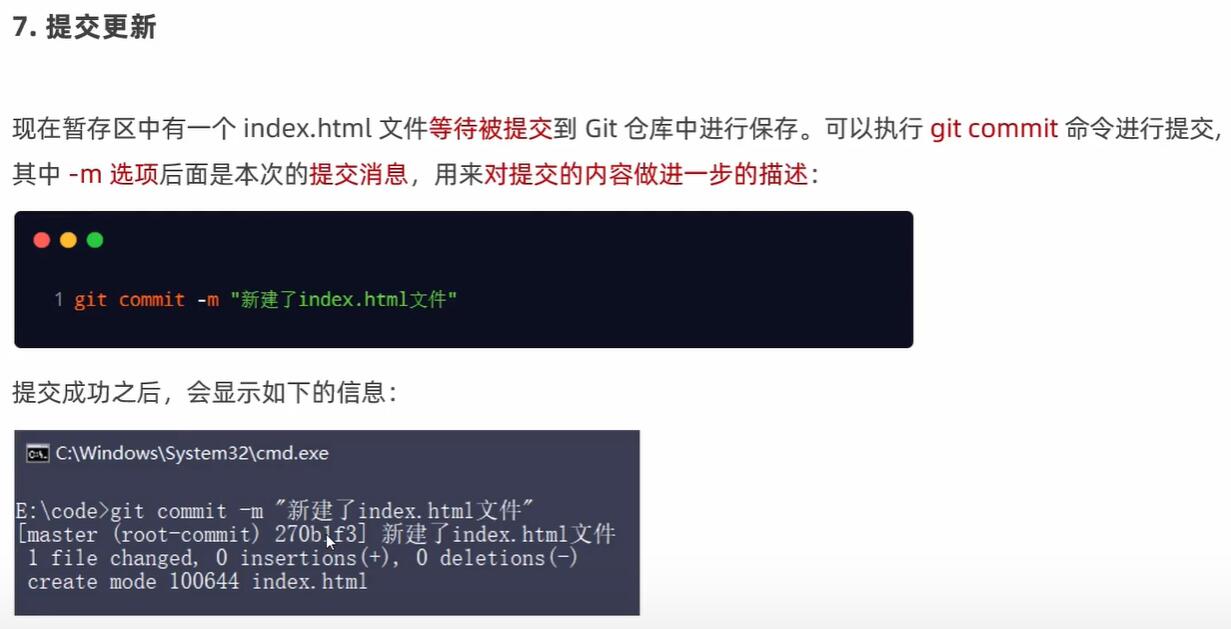 7. 提交更新
现在暂存区中有一个 index.html 文件等待被提交到 Git 仓库中进行保存。可以执行 git commit 命令进行提交,
其中 -m 选项后面是本次的提交消息，用来对提交的内容做进一步的描述：
1 git commit -m "新建了index.html文件"
提交成功之后，会显示如下的信息：
C:\Windows\System32\cmd.exe
E:\code>git commit -m "新建了index.html文件"
[master (root-commit) 270b1f3] 新建了index.html文件
1 file changed, 0 insertions(+), 0 deletions(-)
create mode 100644 index.html